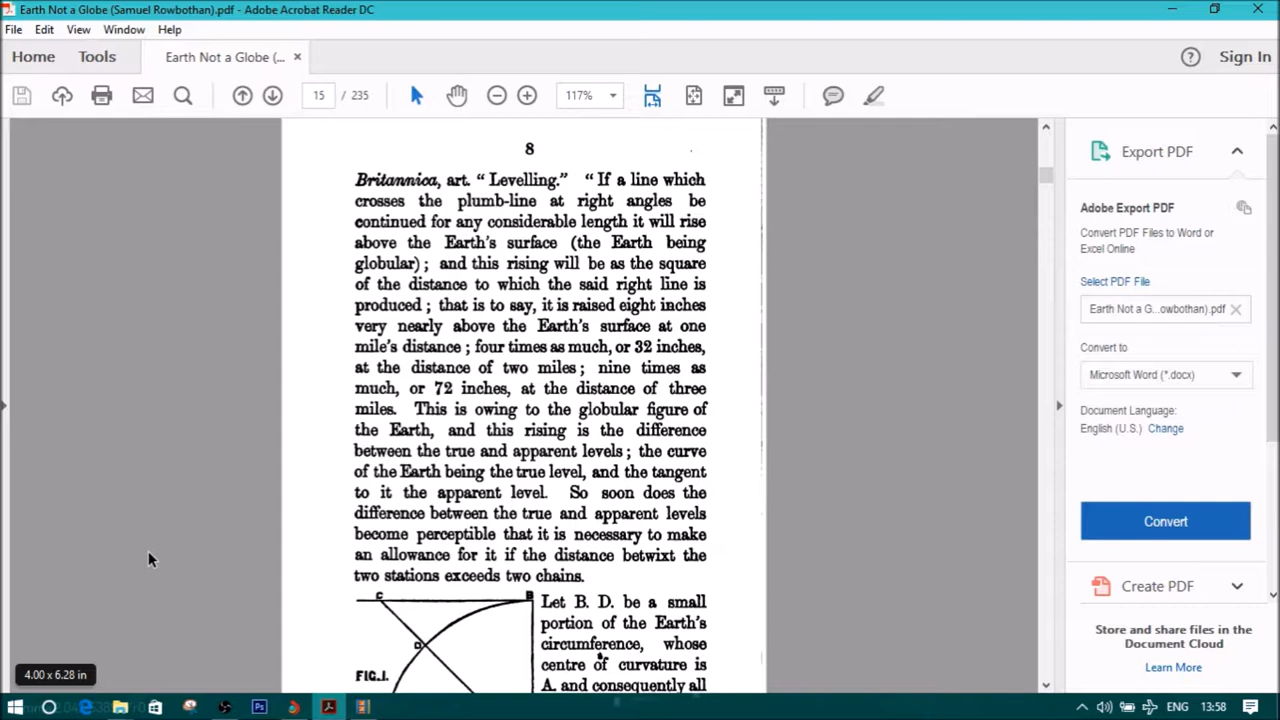 Earth Not a Globe (Samuel Rowbothan).pdf - Adobe Acrobat Reader DC
File Edit View Window Help
Home Tools Earth Not a Globe (... × Sign In
15 / 235 117%
8
Britannica, art. “ Levelling.” “ If a line which
crosses the plumb-line at right angles be
continued for any considerable length it will rise
above the Earth's surface (the Earth being
globular) ; and this rising will be as the square
of the distance to which the said right line is
produced ; that is to say, it is raised eight inches
very nearly above the Earth's surface at one
mile's distance ; four times as much, or 32 inches,
at the distance of two miles ; nine times as
much, or 72 inches, at the distance of three
miles. This is owing to the globular figure of
the Earth, and this rising is the difference
between the true and apparent levels ; the curve
of the Earth being the true level, and the tangent
to it the apparent level. So soon does the
difference between the true and apparent levels
become perceptible that it is necessary to make
an allowance for it if the distance betwixt the
two stations exceeds two chains.
C B
D
FIG.1.
Let B. D. be a small
portion of the Earth's
circumference, whose
centre of curvature is
A. and consequently all
Export PDF
Adobe Export PDF
Convert PDF Files to Word or
Excel Online
Select PDF File
Earth Not a G...owbothan).pdf
Convert to
Microsoft Word (*.docx)
Document Language:
English (U.S.) Change
Convert
Create PDF
Store and share files in the
Document Cloud
Learn More
4.00 x 6.28 in
Ps
ENG 13:58